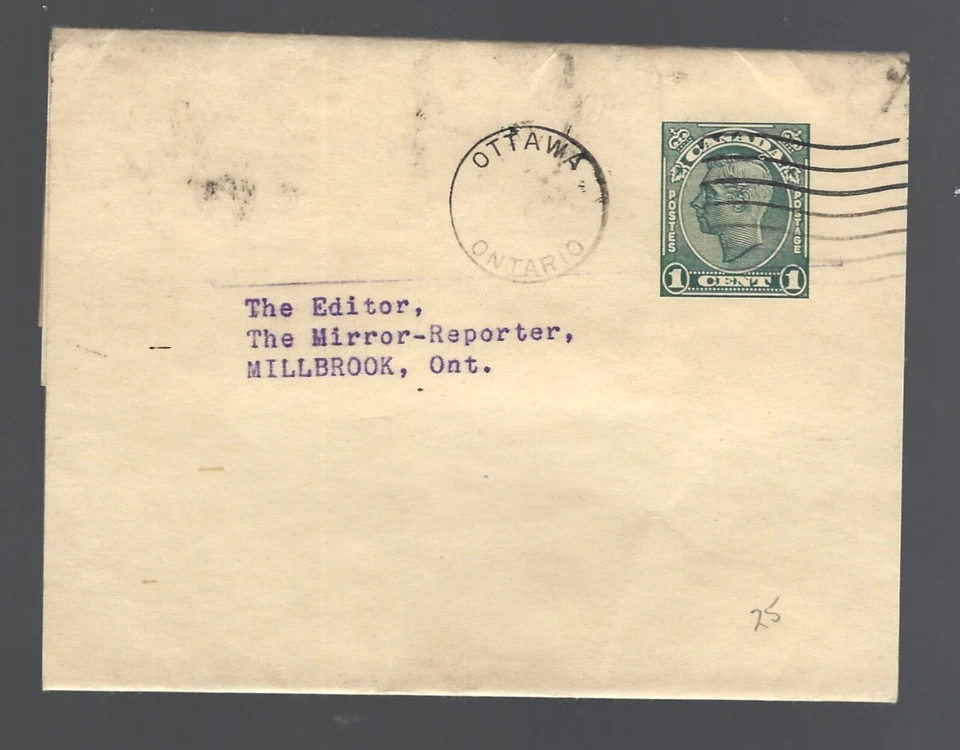 OTTAWA
ONTARIO
CANADA
POSTES
POSTAGE
1 CENT 1
The Editor,
The Mirror-Reporter,
MILLBROOK, Ont.
25